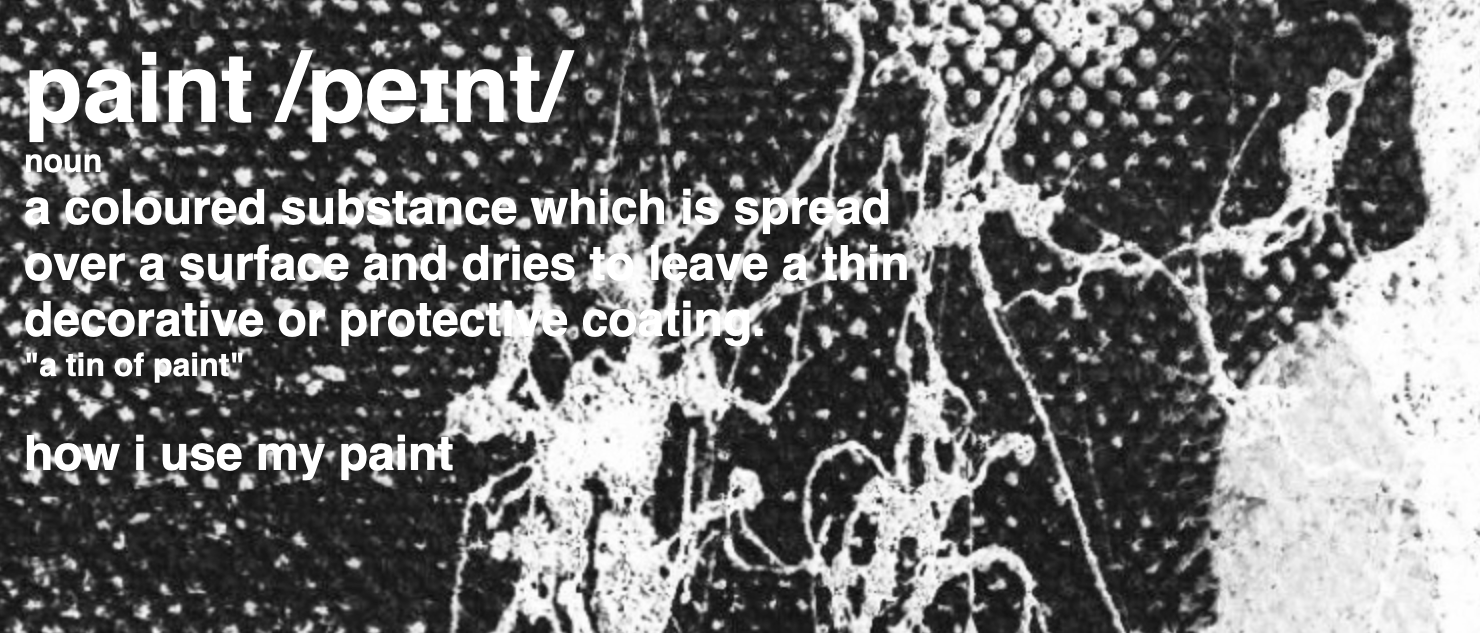 paint /peɪnt/
noun
a coloured substance which is spread
over a surface and dries to leave a thin
decorative or protective coating.
"a tin of paint"
how i use my paint